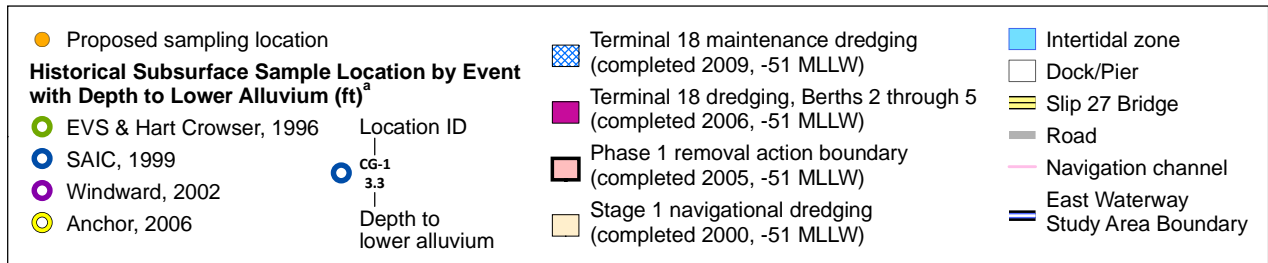 Proposed sampling location
Historical Subsurface Sample Location by Event
with Depth to Lower Alluvium (ft)a
EVS & Hart Crowser, 1996
SAIC, 1999
Windward, 2002
Anchor, 2006
Location ID
CG-1
3.3
Depth to
lower alluvium
Terminal 18 maintenance dredging
(completed 2009, -51 MLLW)
Terminal 18 dredging, Berths 2 through 5
(completed 2006, -51 MLLW)
Phase 1 removal action boundary
(completed 2005, -51 MLLW)
Stage 1 navigational dredging
(completed 2000, -51 MLLW)
Intertidal zone
Dock/Pier
Slip 27 Bridge
Road
Navigation channel
East Waterway
Study Area Boundary